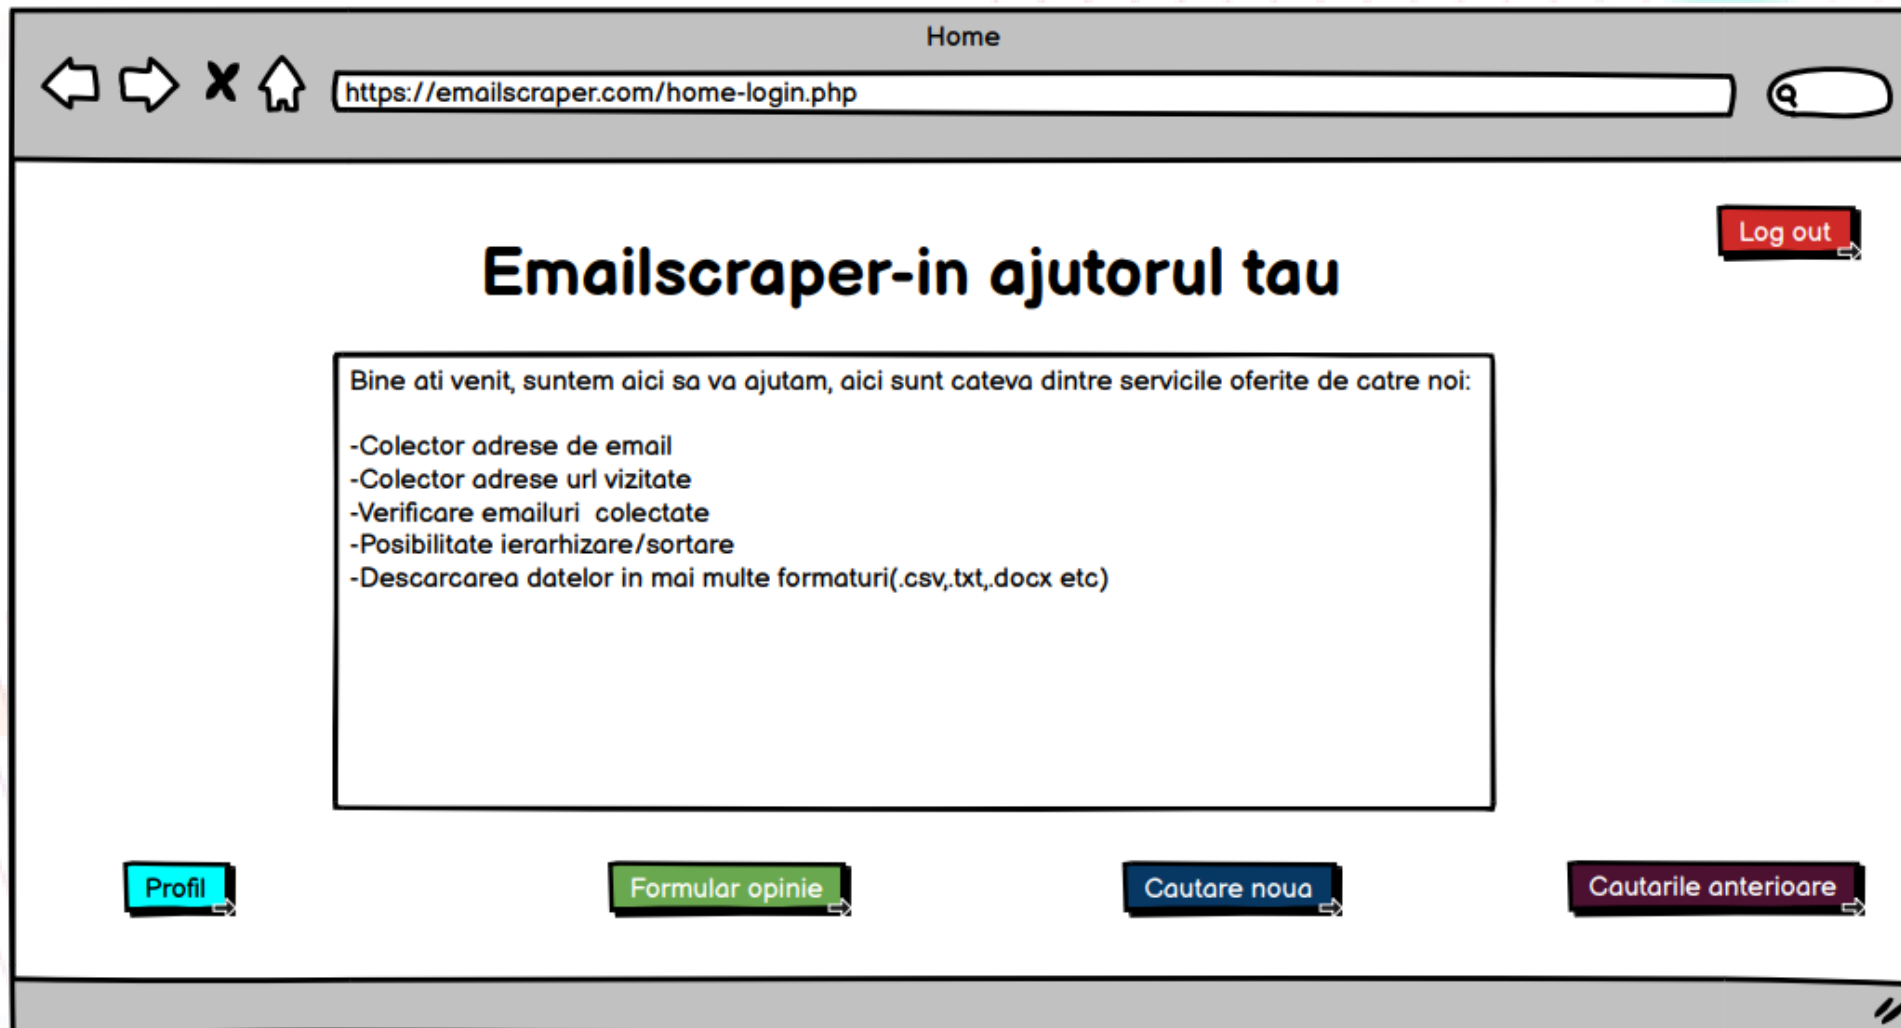 Home
https://emailscraper.com/home-login.php
Log out
Emailscraper-in ajutorul tau
Bine ati venit, suntem aici sa va ajutam, aici sunt cateva dintre servicile oferite de catre noi:
-Colector adrese de email
-Colector adrese url vizitate
-Verificare emailuri  colectate
-Posibilitate ierarhizare/sortare
-Descarcarea datelor in mai multe formaturi(.csv,.txt,.docx etc)
Profil
Formular opinie
Cautare noua
Cautarile anterioare